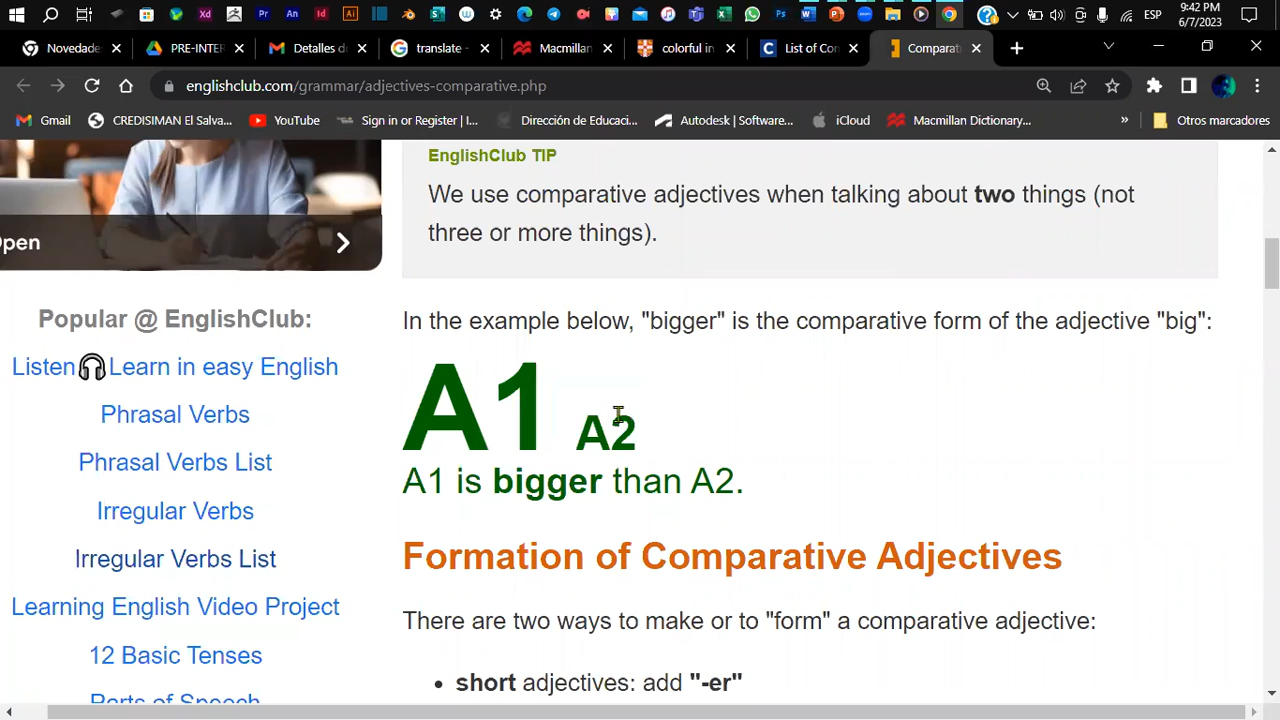 9:42 PM
ESP
6/7/2023
Novedade
PRE-INTER
Detalles d
translate -
Macmillan
colorful in
List of Con
Comparati
englishclub.com/grammar/adjectives-comparative.php
Gmail
CREDISIMAN El Salva...
YouTube
Sign in or Register | I...
Dirección de Educaci...
Autodesk | Software...
iCloud
Macmillan Dictionary...
»
Otros marcadores
EnglishClub TIP
We use comparative adjectives when talking about two things (not
three or more things).
Open
Popular @ EnglishClub:
Listen Learn in easy English
Phrasal Verbs
Phrasal Verbs List
Irregular Verbs
Irregular Verbs List
Learning English Video Project
12 Basic Tenses
Parts of Speech
In the example below, "bigger" is the comparative form of the adjective "big":
A1 A2
A1 is bigger than A2.
Formation of Comparative Adjectives
There are two ways to make or to "form" a comparative adjective:
• short adjectives: add "-er"